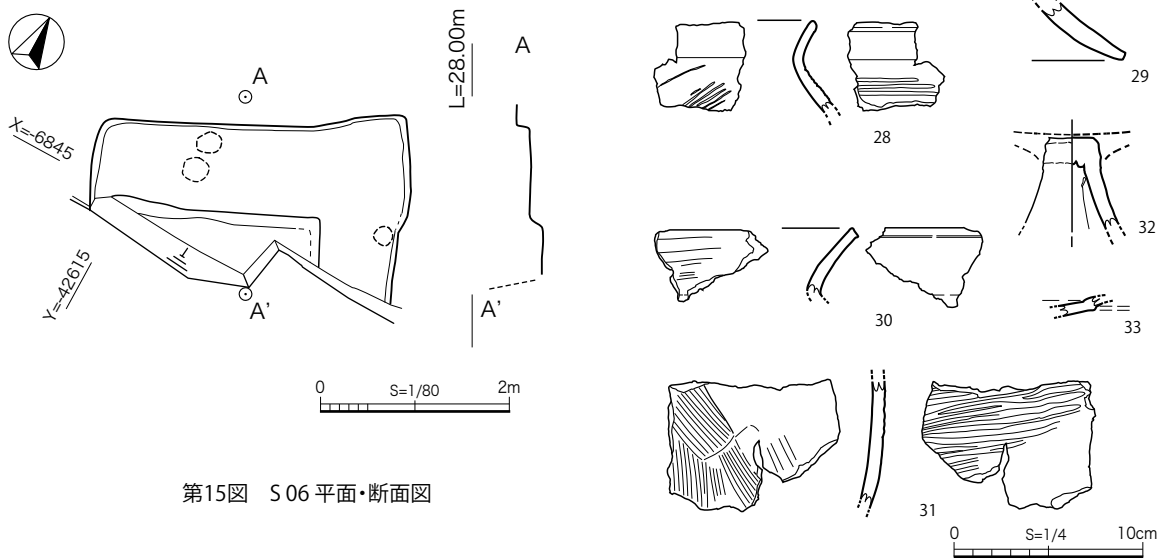 A
L=28.00m
A
X=-6845
Y=-42615
A'
A'
0
S=1/80
2m
第15図 S 06 平面・断面図
28
29
30
31
32
33
0
S=1/4
10cm